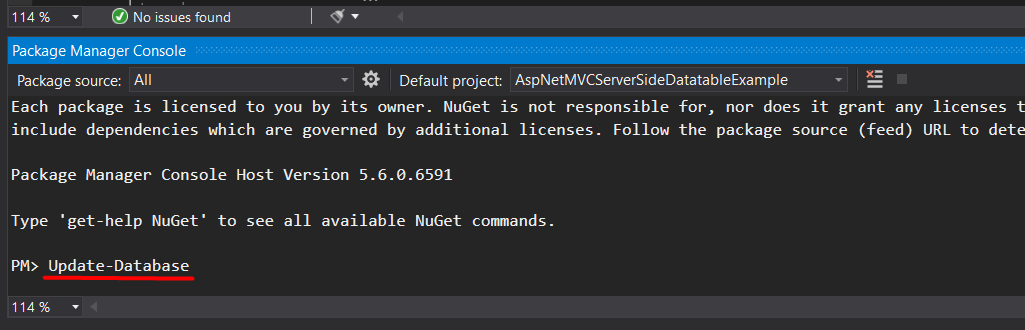 114 % No issues found
Package Manager Console
Package source: All Default project: AspNetMVCServerSideDatatableExample
Each package is licensed to you by its owner. NuGet is not responsible for, nor does it grant any licenses t
include dependencies which are governed by additional licenses. Follow the package source (feed) URL to dete
Package Manager Console Host Version 5.6.0.6591
Type 'get-help NuGet' to see all available NuGet commands.
PM> Update-Database
114 %